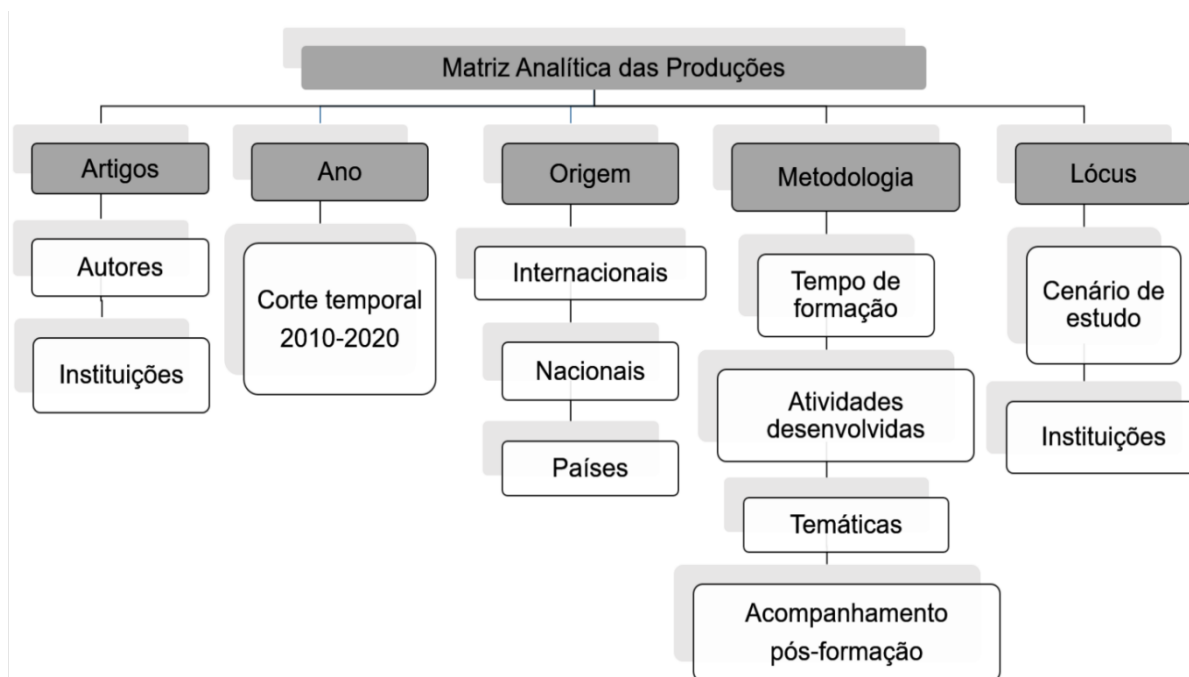 Matriz Analítica das Produções
Artigos
Autores
Instituições
Ano
Corte temporal
2010-2020
Origem
Internacionais
Nacionais
Países
Metodologia
Tempo de
formação
Atividades
desenvolvidas
Temáticas
Acompanhamento
pós-formação
Lócus
Cenário de
estudo
Instituições